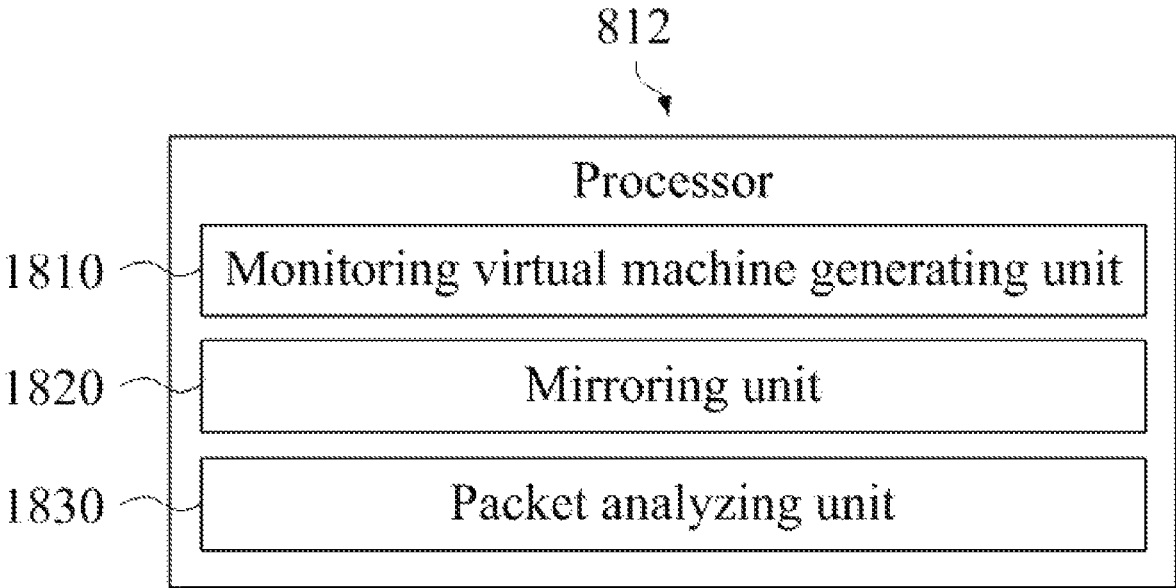 812
Processor
1810 Monitoring virtual machine generating unit
1820 Mirroring unit
1830 Packet analyzing unit